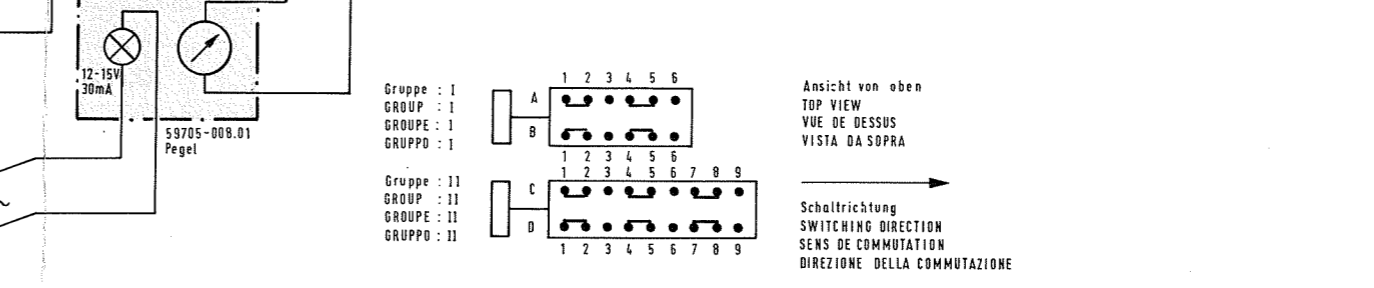 12-15V
30mA
59705-008.01
Pegel
Gruppe : I
GROUP : I
GROUPE : I
GRUPPO : I
1 2 3 4 5 6
A
B
1 2 3 4 5 6
Gruppe : II
GROUP : II
GROUPE : II
GRUPPO : II
1 2 3 4 5 6 7 8 9
C
D
1 2 3 4 5 6 7 8 9
Ansicht von oben
TOP VIEW
VUE DE DESSUS
VISTA DA SOPRA
Schaltrichtung
SWITCHING DIRECTION
SENS DE COMMUTATION
DIREZIONE DELLA COMMUTAZIONE